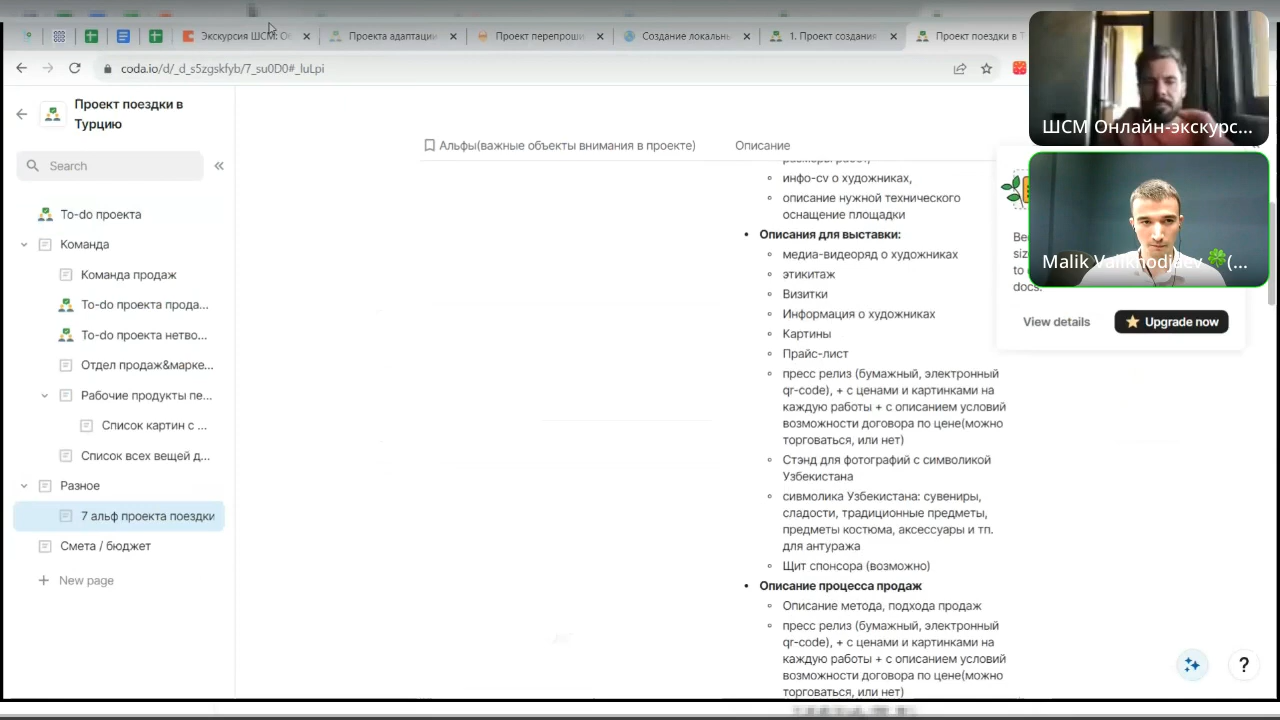 Экскурсия ШСМ: О
Проект адаптаци
Проект перепрош
Создание локальн
1. Проект создания
Проект поездки в Т
coda.io/d/_d_s5zgskfyb/7_su0D0#_luLpi
Проект поездки в
Турцию
Search
To-do проекта
Команда
Команда продаж
To-do проекта прода...
To-do проекта нетво...
Отдел продаж&марке...
Рабочие продукты пе...
Список картин с ...
Список всех вещей д...
Разное
7 альф проекта поездки
Смета / бюджет
New page
Альфы(важные объекты внимания в проекте)
Описание
размеры работ,
инфо-cv о художниках,
описание нужной технического
оснащение площадки
Описания для выставки:
медиа-видеоряд о художниках
этикитаж
Визитки
Информация о художниках
Картины
Прайс-лист
пресс релиз (бумажный, электронный
qr-code), + с ценами и картинками на
каждую работы + с описанием условий
возможности договора по цене(можно
торговаться, или нет)
Стэнд для фотографий с символикой
Узбекистана
сивмолика Узбекистана: сувениры,
сладости, традиционные предметы,
предметы костюма, аксессуары и тп.
для антуража
Щит спонсора (возможно)
Описание процесса продаж
Описание метода, подхода продаж
пресс релиз (бумажный, электронный
qr-code), + с ценами и картинками на
каждую работы + с описанием условий
возможности договора по цене(можно
торговаться, или нет)
ШСМ Онлайн-экскурс...
Malik Valikhodjaev 🍀(...
docs.
View details
Upgrade now
?